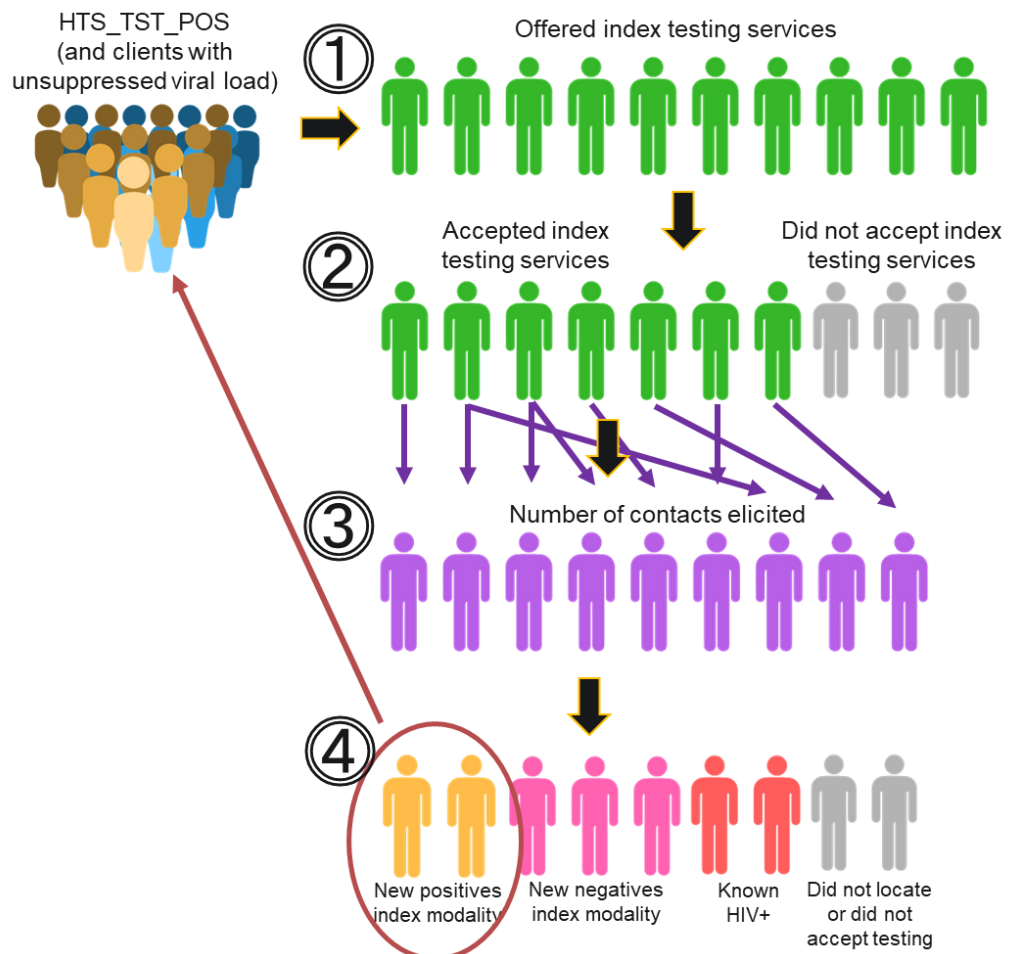 HTS_TST_POS
(and clients with
unsuppressed viral load)
1
Offered index testing services
2
Accepted index
testing services
Did not accept index
testing services
3
Number of contacts elicited
4
New positives
index modality
New negatives
index modality
Known
HIV+
Did not locate
or did not
accept testing